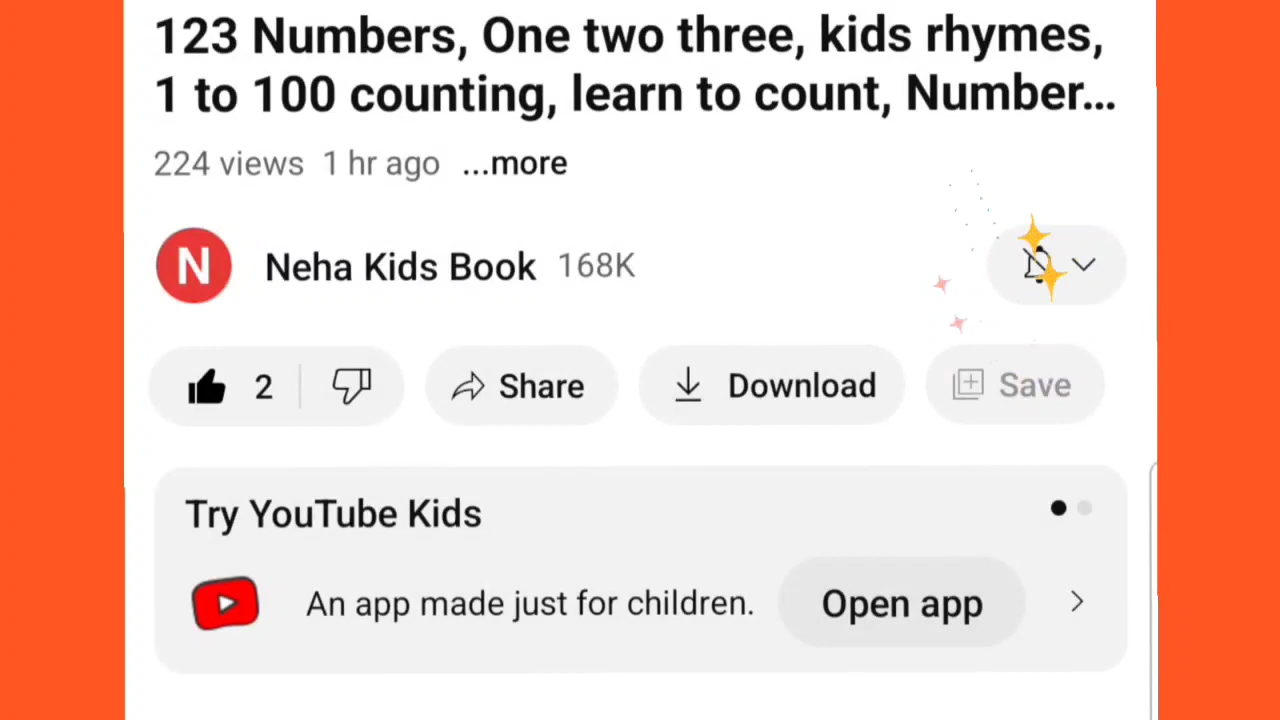 123 Numbers, One two three, kids rhymes,
1 to 100 counting, learn to count, Number...
224 views 1 hr ago ...more
N Neha Kids Book 168K
2 Share Download Save
Try YouTube Kids
An app made just for children. Open app